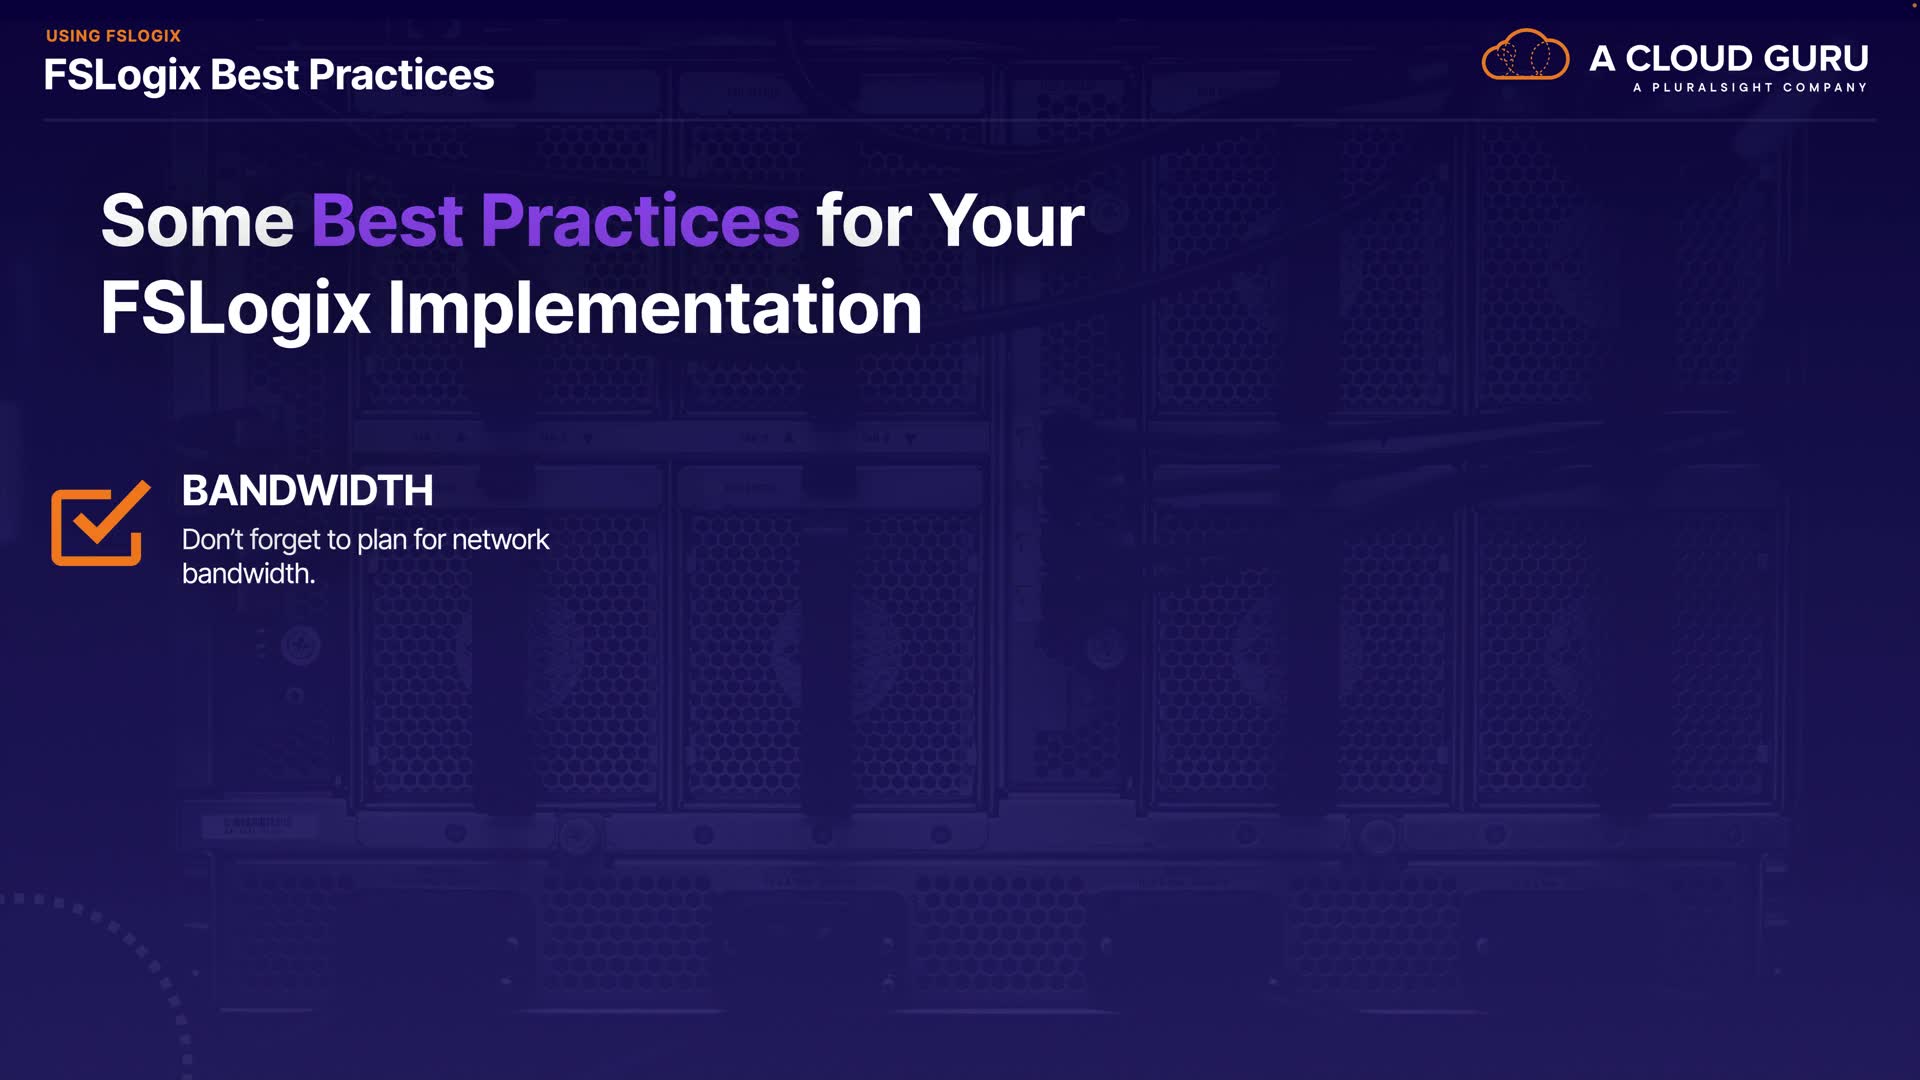 USING FSLOGIX
FSLogix Best Practices
A CLOUD GURU
A PLURALSIGHT COMPANY
Some Best Practices for Your
FSLogix Implementation
BANDWIDTH
Don't forget to plan for network
bandwidth.